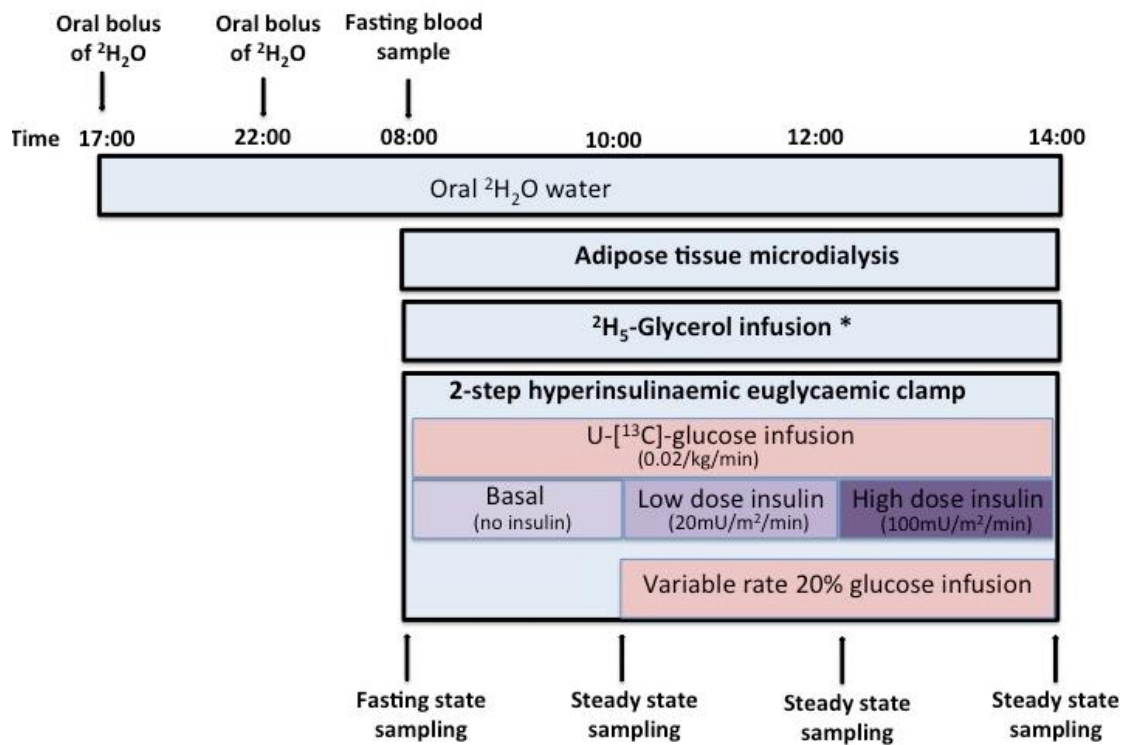 Oral bolus
of ²H₂O
Oral bolus
of ²H₂O
Fasting blood
sample
Time 17:00 22:00 08:00 10:00 12:00 14:00
Oral ²H₂O water
Adipose tissue microdialysis
²H₅-Glycerol infusion *
2-step hyperinsulinaemic euglycaemic clamp
U-[¹³C]-glucose infusion
(0.02/kg/min)
Basal
(no insulin)
Low dose insulin
(20mU/m²/min)
High dose insulin
(100mU/m²/min)
Variable rate 20% glucose infusion
Fasting state
sampling
Steady state
sampling
Steady state
sampling
Steady state
sampling